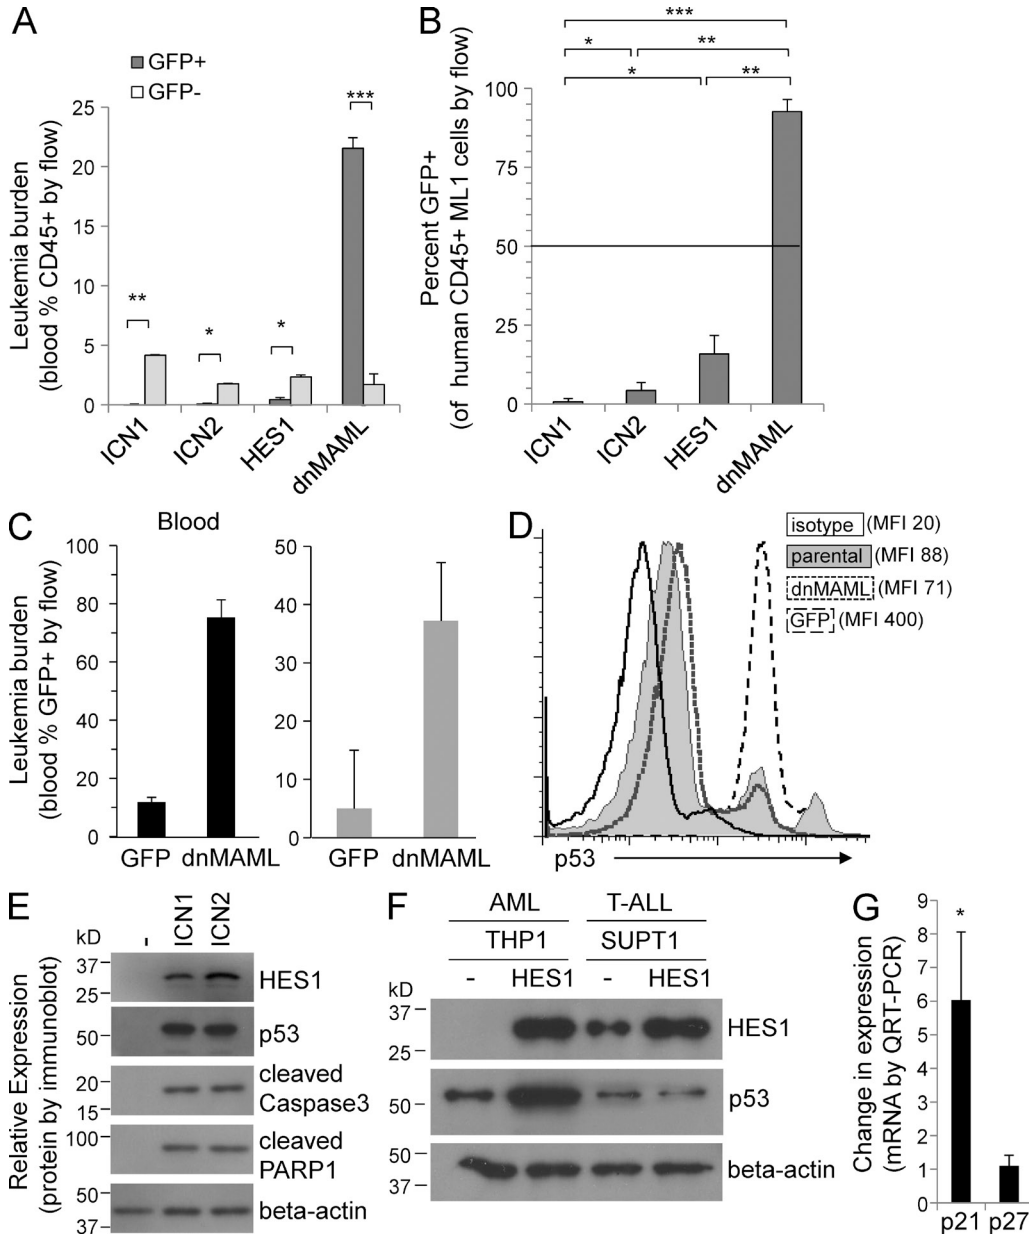 A
GFP+
GFP-
Leukemia burden
(blood % CD45+ by flow)
25
20
15
10
5
0
**
*
*
***
ICN1
ICN2
HES1
dnMAML
B
Percent GFP+
(of human CD45+ ML1 cells by flow)
***
*
**
*
**
100
75
50
25
0
ICN1
ICN2
HES1
dnMAML
C
Blood
Leukemia burden
(blood % GFP+ by flow)
100
80
60
40
20
0
GFP dnMAML
50
40
30
20
10
0
GFP dnMAML
D
isotype (MFI 20)
parental (MFI 88)
dnMAML (MFI 71)
GFP (MFI 400)
p53
E
Relative Expression
(protein by immunoblot)
kD
- ICN1 ICN2
37
25
HES1
50
p53
20
15
cleaved
Caspase3
100
cleaved
PARP1
50
37
beta-actin
F
AML T-ALL
THP1 SUPT1
- HES1 - HES1
kD
37
25
HES1
50
p53
50
37
beta-actin
G
Change in expression
(mRNA by QRT-PCR)
9
8
7
6
5
4
3
2
1
0
*
p21 p27